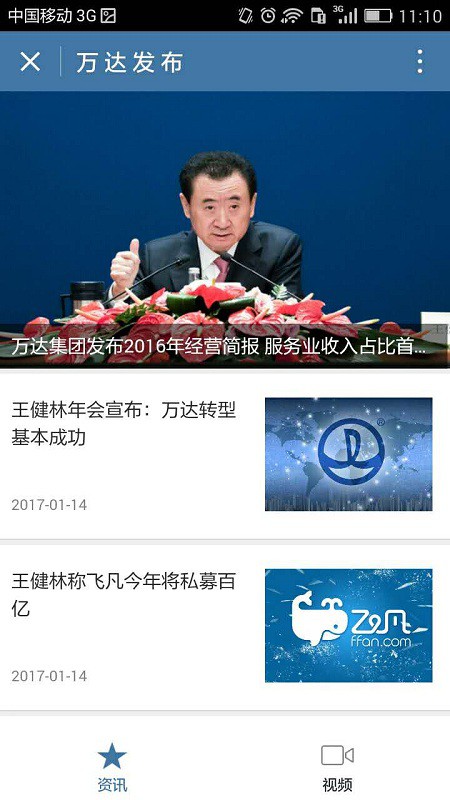 中国移动 3G
3G
11:10
万达发布
万达集团发布2016年经营简报 服务业收入占比首...
王健林年会宣布：万达转型
基本成功
2017-01-14
王健林称飞凡今年将私募百
亿
飞凡
ffan.com
2017-01-14
资讯
视频